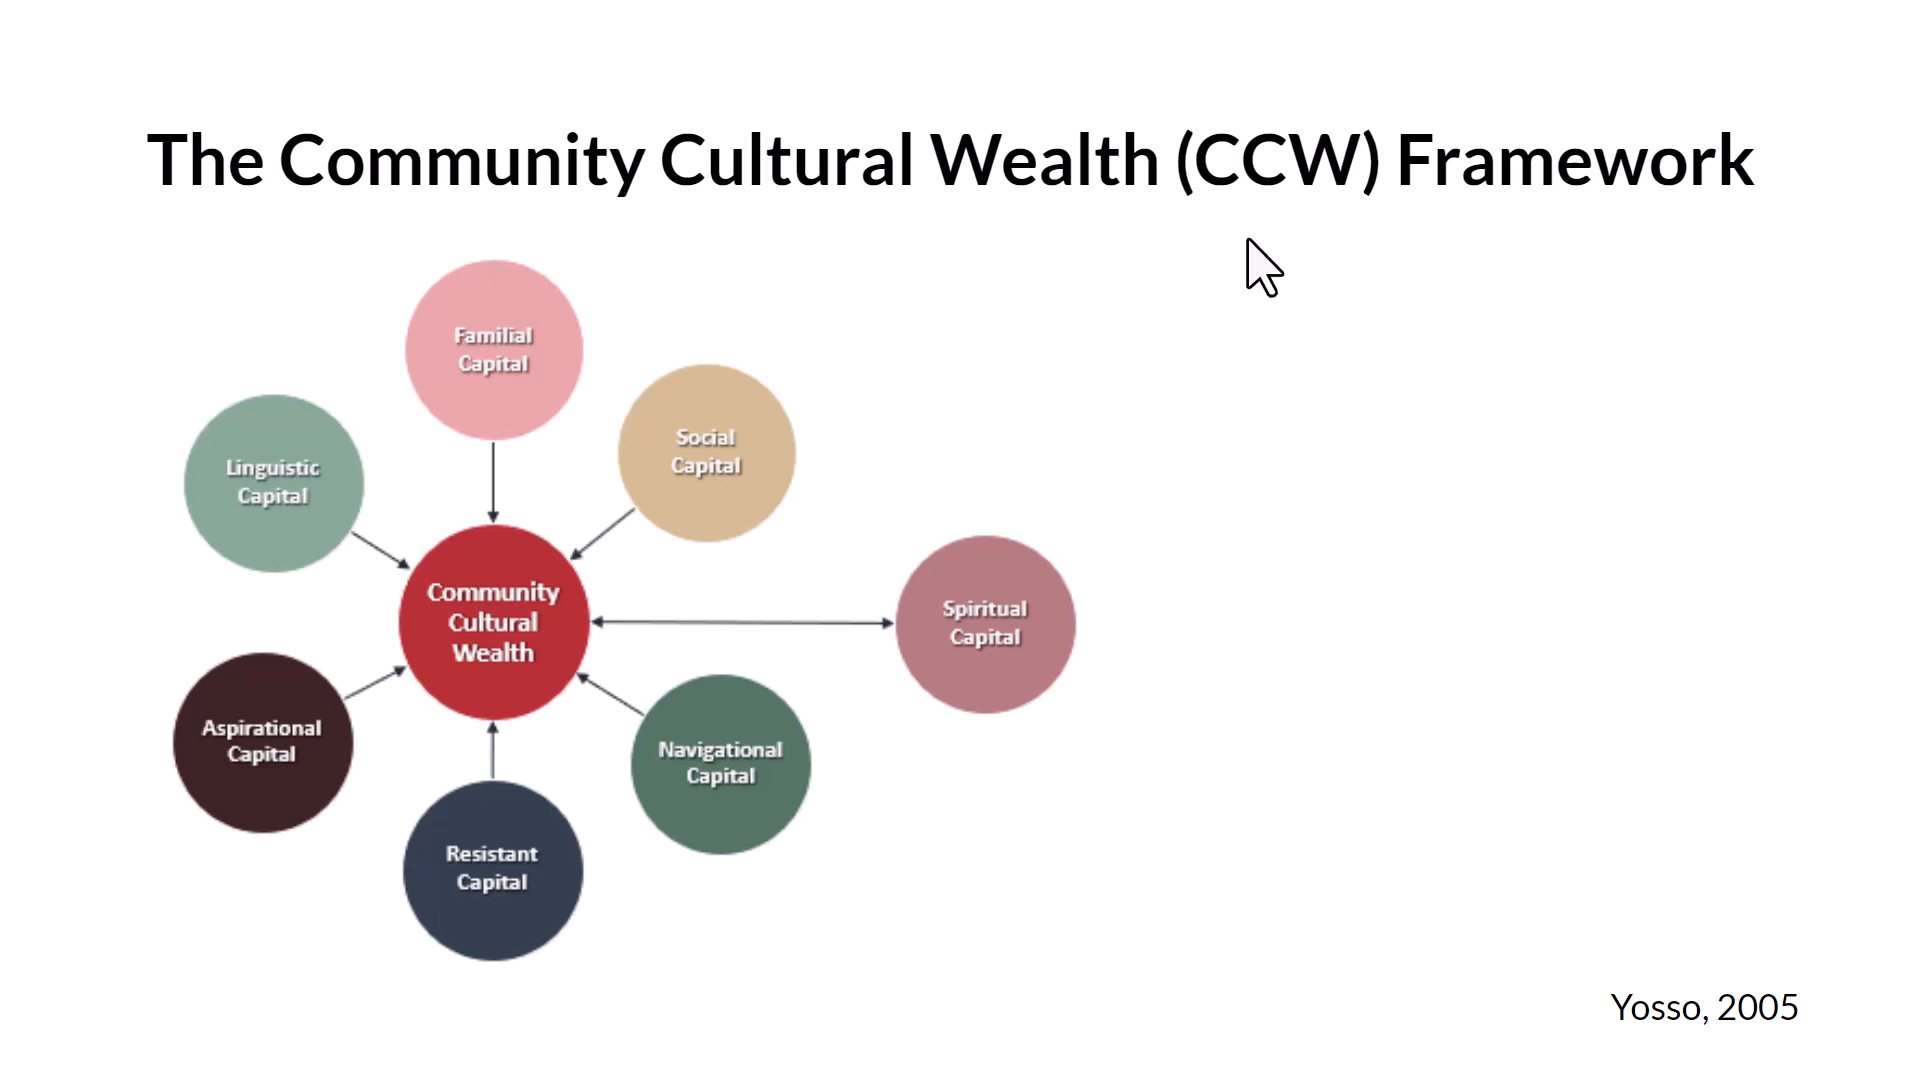 The Community Cultural Wealth (CCW) Framework
Familial
Capital
Social
Capital
Linguistic
Capital
Community
Cultural
Wealth
Spiritual
Capital
Aspirational
Capital
Navigational
Capital
Resistant
Capital
Yosso, 2005